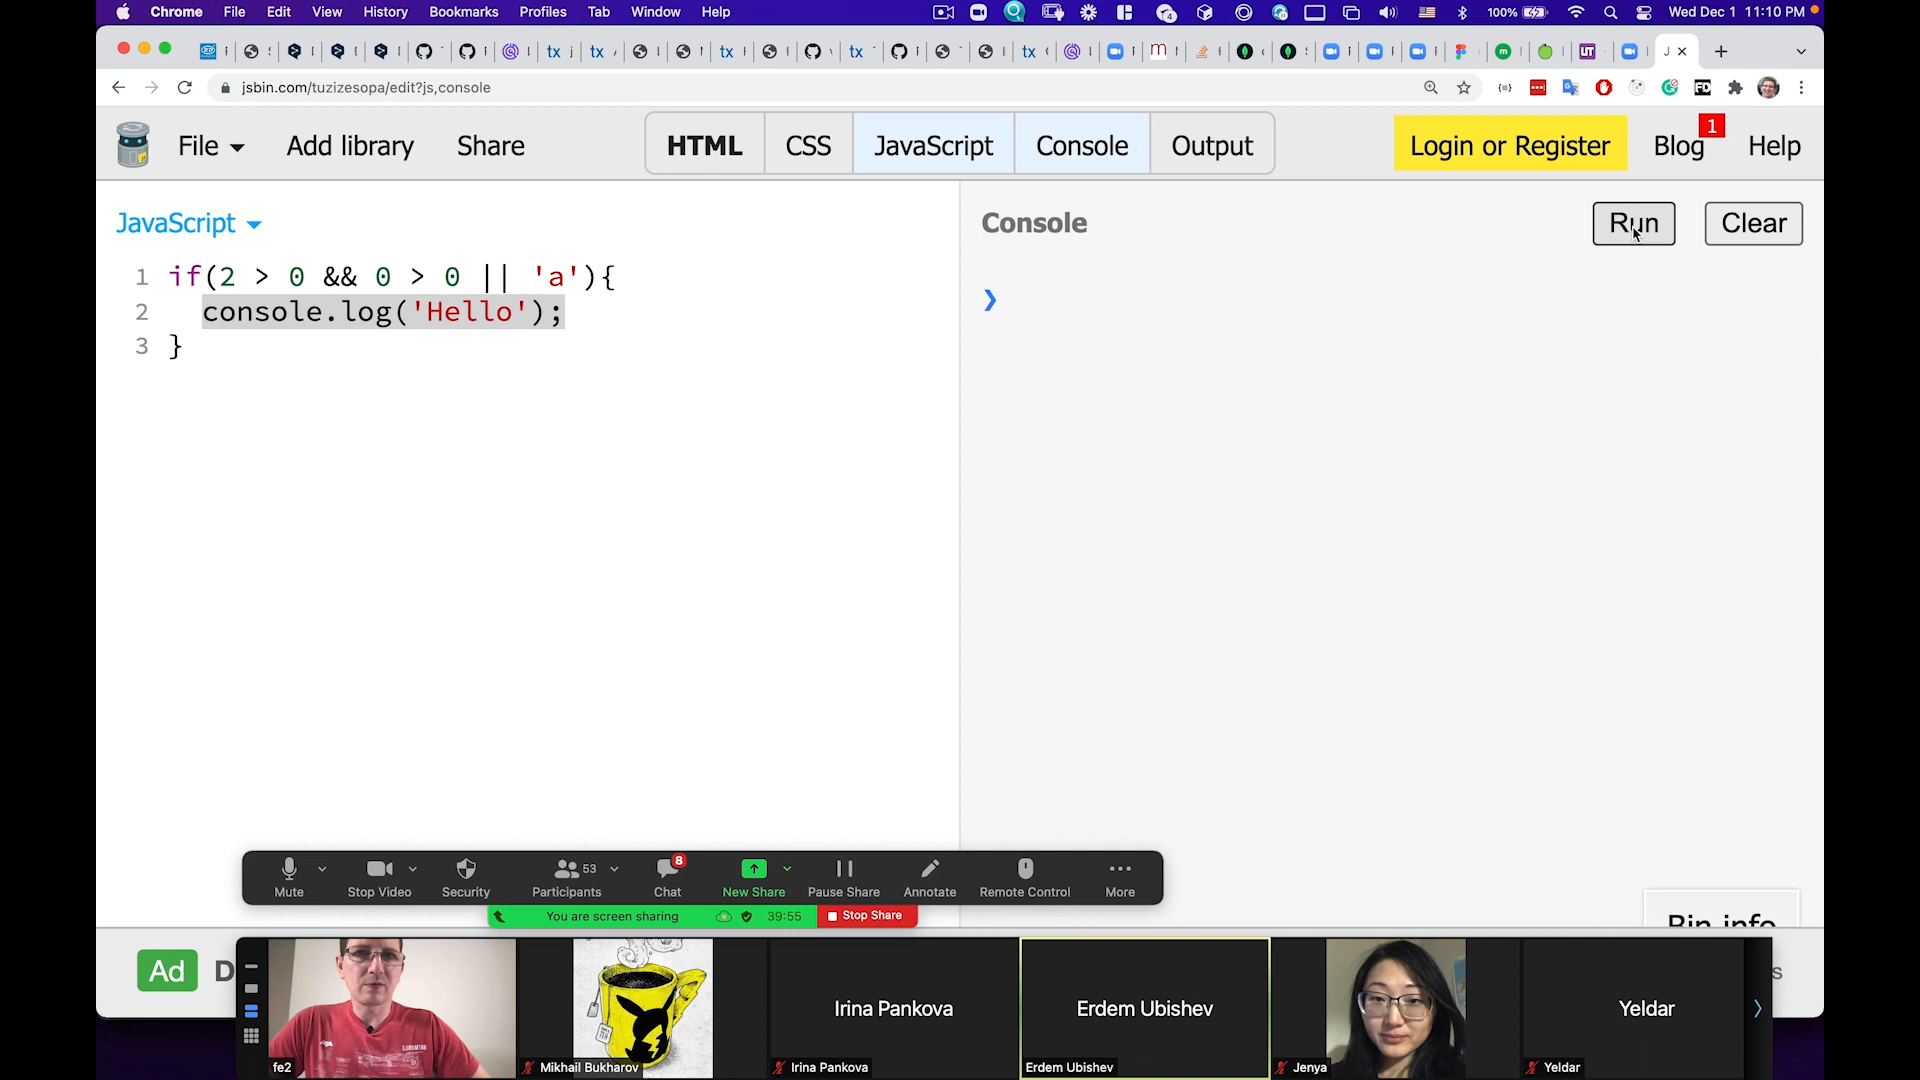 Chrome File Edit View History Bookmarks Profiles Tab Window Help 100% Wed Dec 1 11:10 PM
jsbin.com/tuzizesopa/edit?js,console
File Add library Share HTML CSS JavaScript Console Output Login or Register Blog 1 Help
JavaScript
Console Run Clear
1 if(2 > 0 && 0 > 0 || 'a'){
2 console.log('Hello');
3 }
❯
Mute Stop Video Security 53 Participants 8 Chat New Share Pause Share Annotate Remote Control More
You are screen sharing 39:55 Stop Share
Bin info
Ad D
Irina Pankova Erdem Ubishev Yeldar
fe2 Mikhail Bukharov Irina Pankova Erdem Ubishev Jenya Yeldar